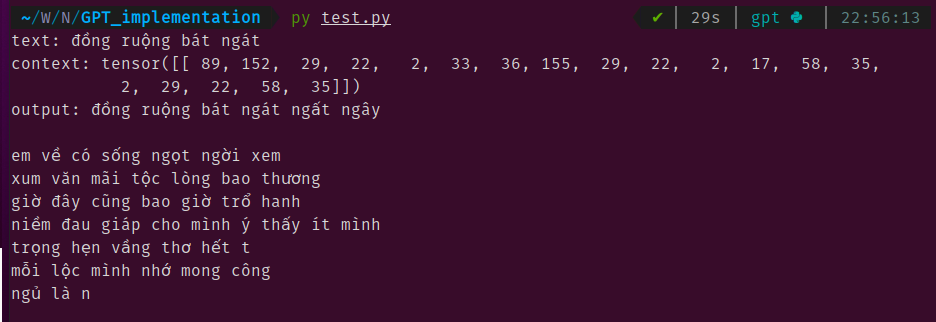 ~/W/N/GPT_implementation py test.py ✔ 29s gpt 22:56:13
text: đồng ruộng bát ngát
context: tensor([[ 89, 152, 29, 22, 2, 33, 36, 155, 29, 22, 2, 17, 58, 35,
2, 29, 22, 58, 35]])
output: đồng ruộng bát ngát ngất ngây
em về có sống ngọt ngời xem
xum văn mãi tộc lòng bao thương
giờ đây cũng bao giờ trổ hanh
niềm đau giáp cho mình ý thấy ít mình
trọng hẹn vầng thơ hết t
mỗi lộc mình nhớ mong công
ngủ là n